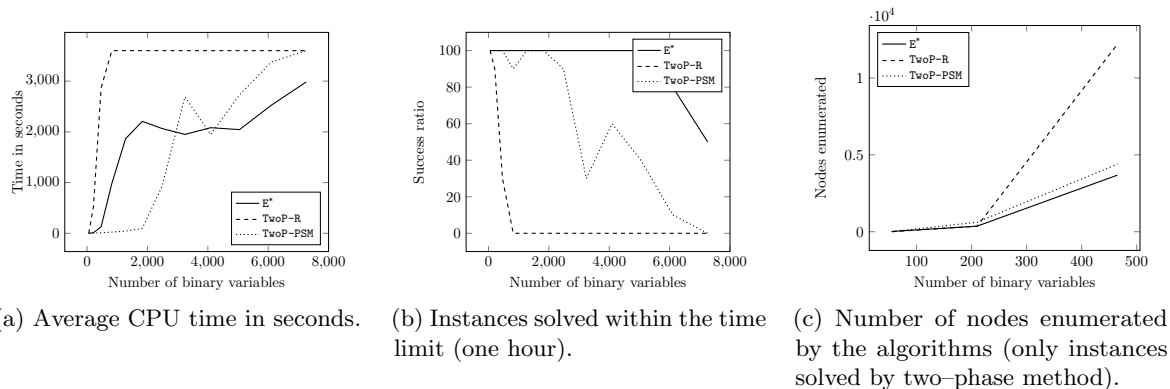 0 2,000 4,000 6,000 8,000
0
1,000
2,000
3,000
Number of binary variables
Time in seconds
E*
TwoP-R
TwoP-PSM
0 2,000 4,000 6,000 8,000
0
20
40
60
80
100
Number of binary variables
Success ratio
E*
TwoP-R
TwoP-PSM
0 100 200 300 400 500
0
0.5
1
·10^4
Number of binary variables
Nodes enumerated
E*
TwoP-R
TwoP-PSM
a) Average CPU time in seconds.
(b) Instances solved within the time
limit (one hour).
(c) Number of nodes enumerated
by the algorithms (only instances
solved by two–phase method).